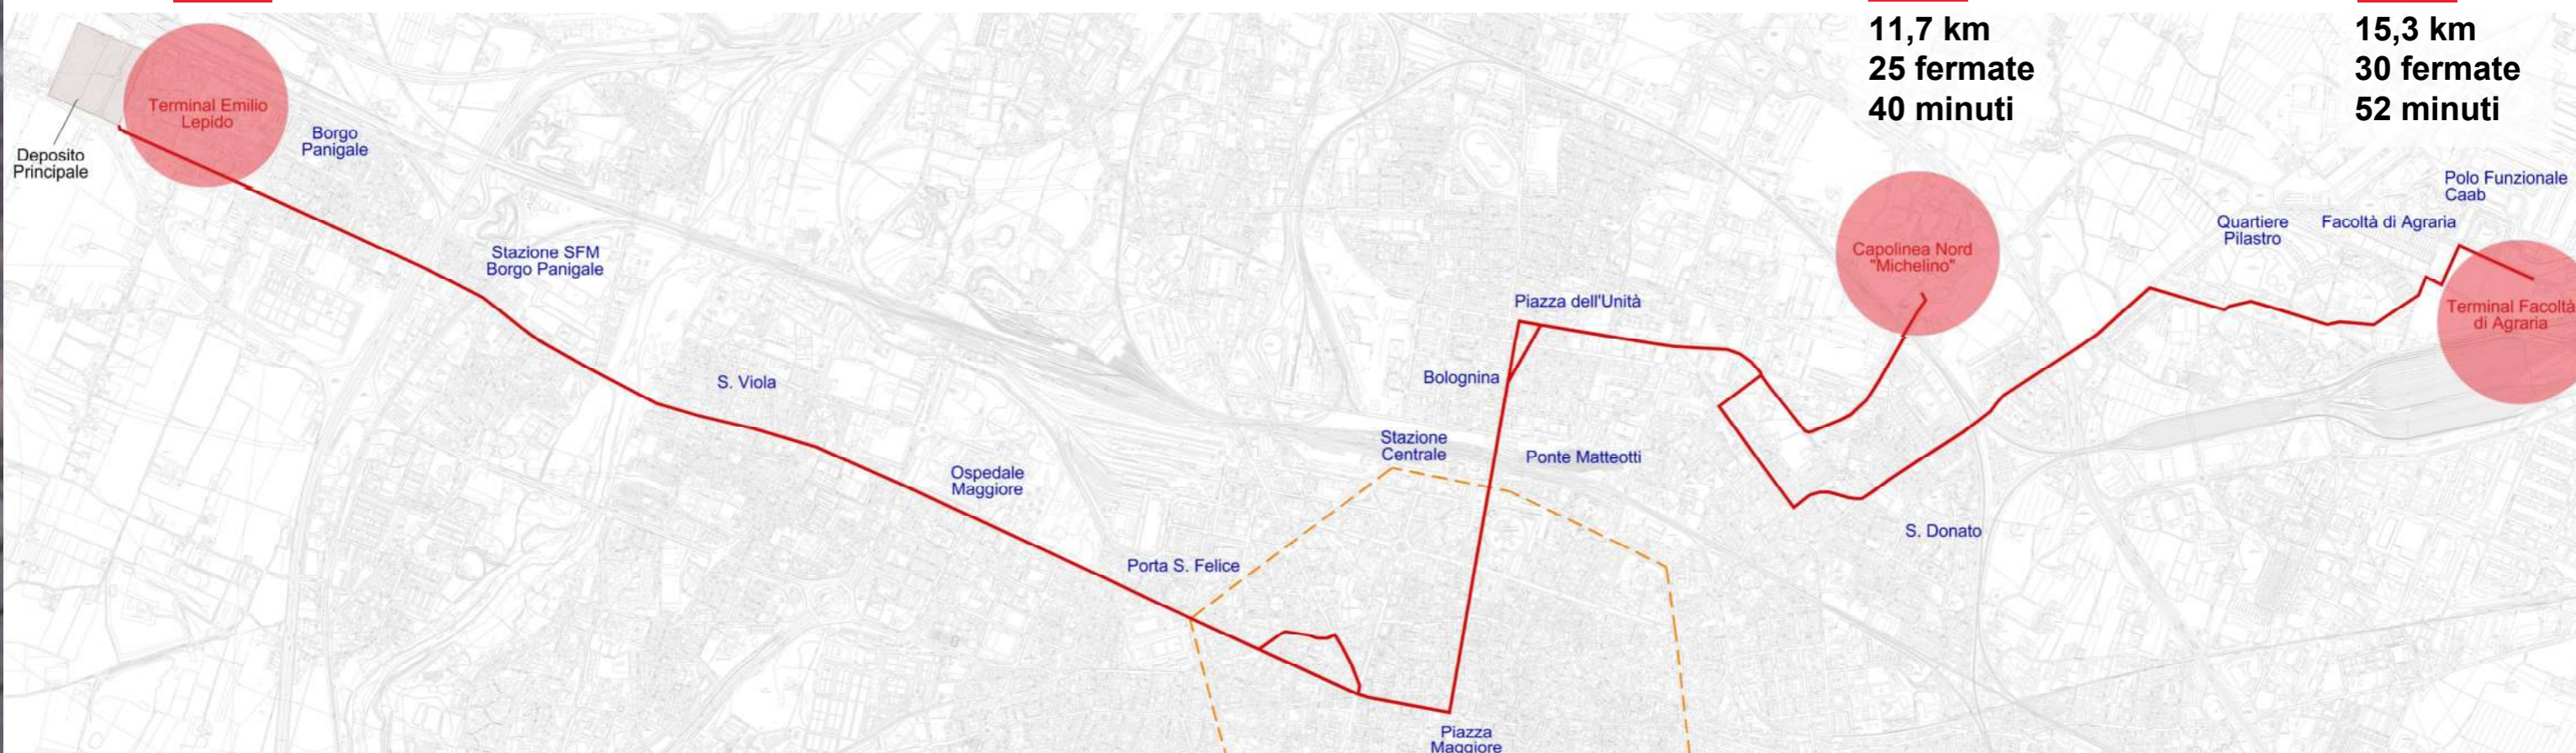 11,7 km
25 fermate
40 minuti
15,3 km
30 fermate
52 minuti
Terminal Emilio
Lepido
Borgo
Panigale
Deposito
Principale
Stazione SFM
Borgo Panigale
S. Viola
Ospedale
Maggiore
Porta S. Felice
Stazione
Centrale
Bolognina
Piazza dell'Unità
Ponte Matteotti
Piazza
Maggiore
Capolinea Nord
"Michelino"
S. Donato
Quartiere
Pilastro
Facoltà di Agraria
Polo Funzionale
Caab
Terminal Facoltà
di Agraria